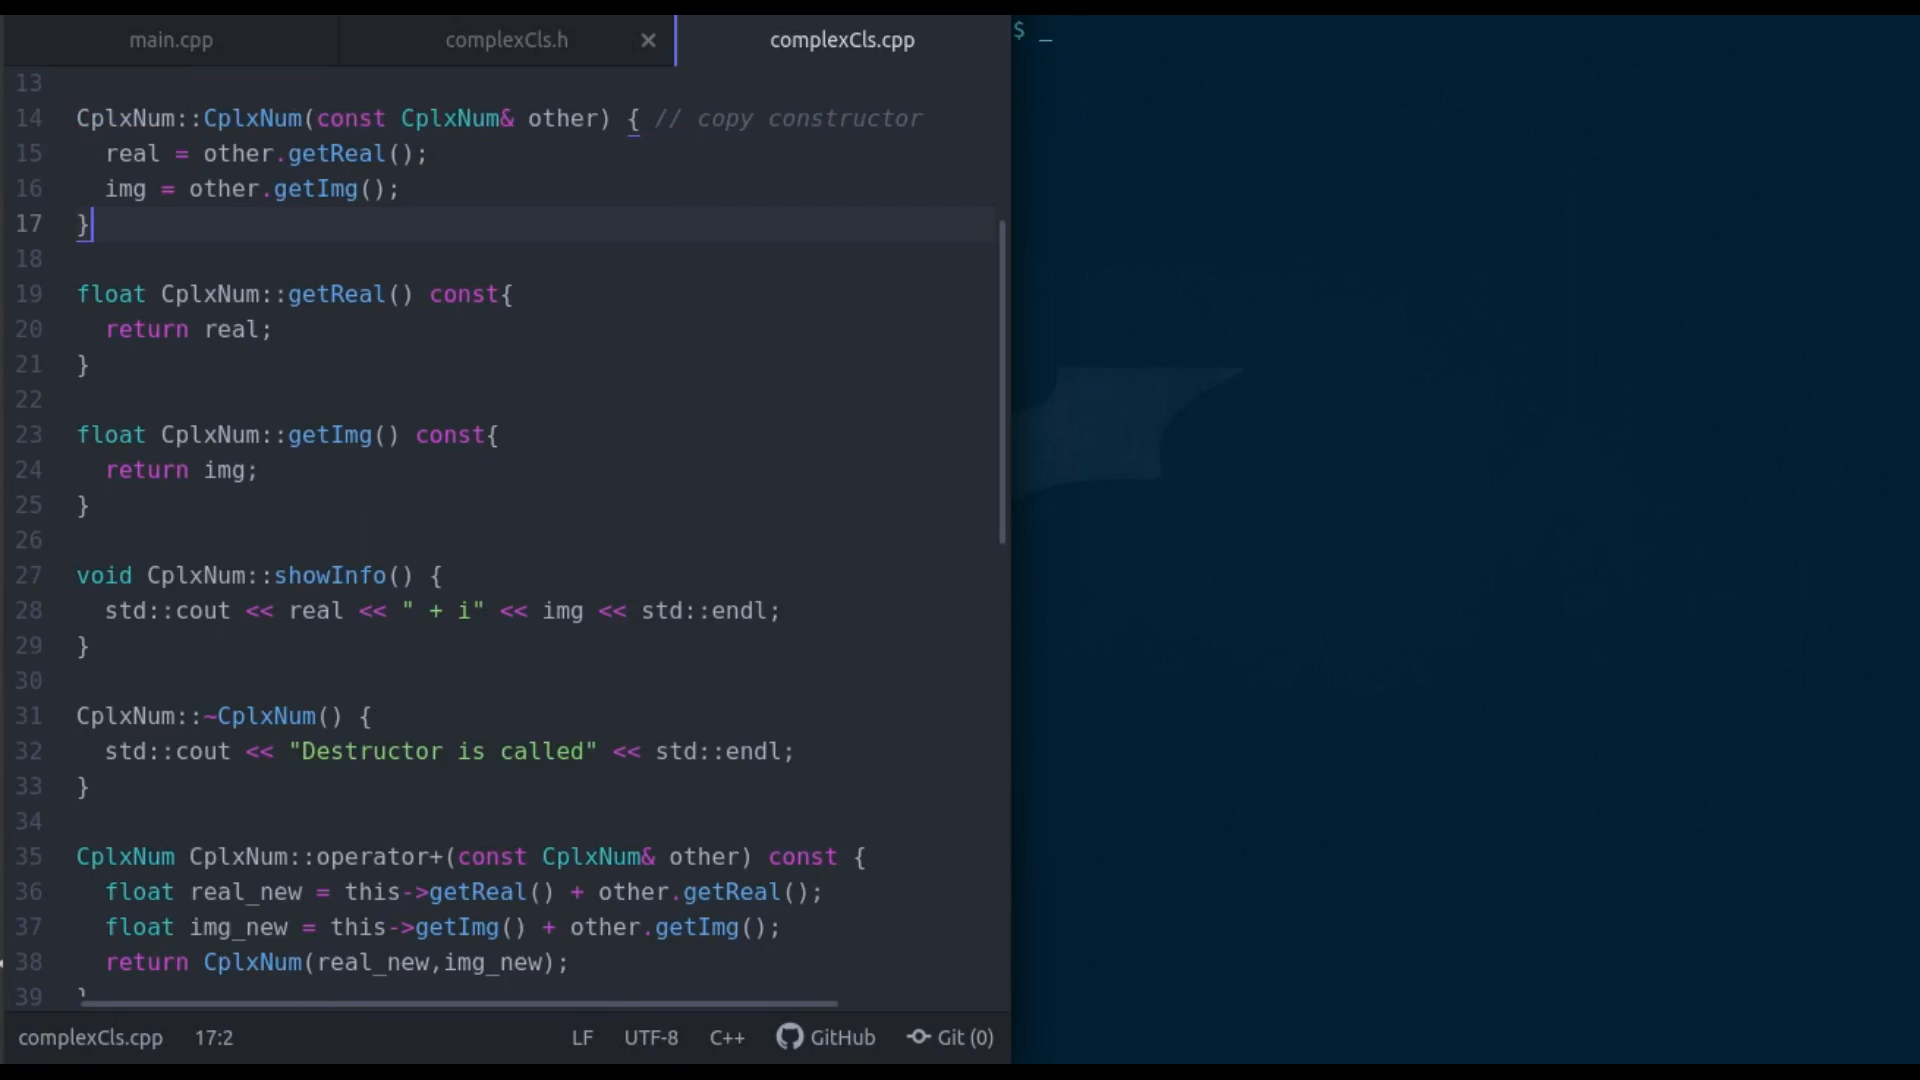 main.cpp
complexCls.h
complexCls.cpp
$ _
13
14 CplxNum::CplxNum(const CplxNum& other) { // copy constructor
15   real = other.getReal();
16   img = other.getImg();
17 }
18
19 float CplxNum::getReal() const{
20   return real;
21 }
22
23 float CplxNum::getImg() const{
24   return img;
25 }
26
27 void CplxNum::showInfo() {
28   std::cout << real << " + i" << img << std::endl;
29 }
30
31 CplxNum::~CplxNum() {
32   std::cout << "Destructor is called" << std::endl;
33 }
34
35 CplxNum CplxNum::operator+(const CplxNum& other) const {
36   float real_new = this->getReal() + other.getReal();
37   float img_new = this->getImg() + other.getImg();
38   return CplxNum(real_new,img_new);
39 }
complexCls.cpp 17:2 LF UTF-8 C++ GitHub Git (0)